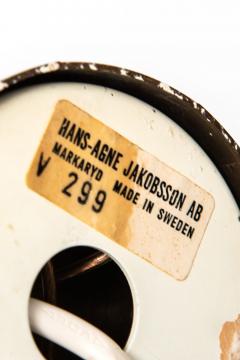 HANS-AGNE JAKOBSSON AB
MARKARYD MADE IN SWEDEN
V 299